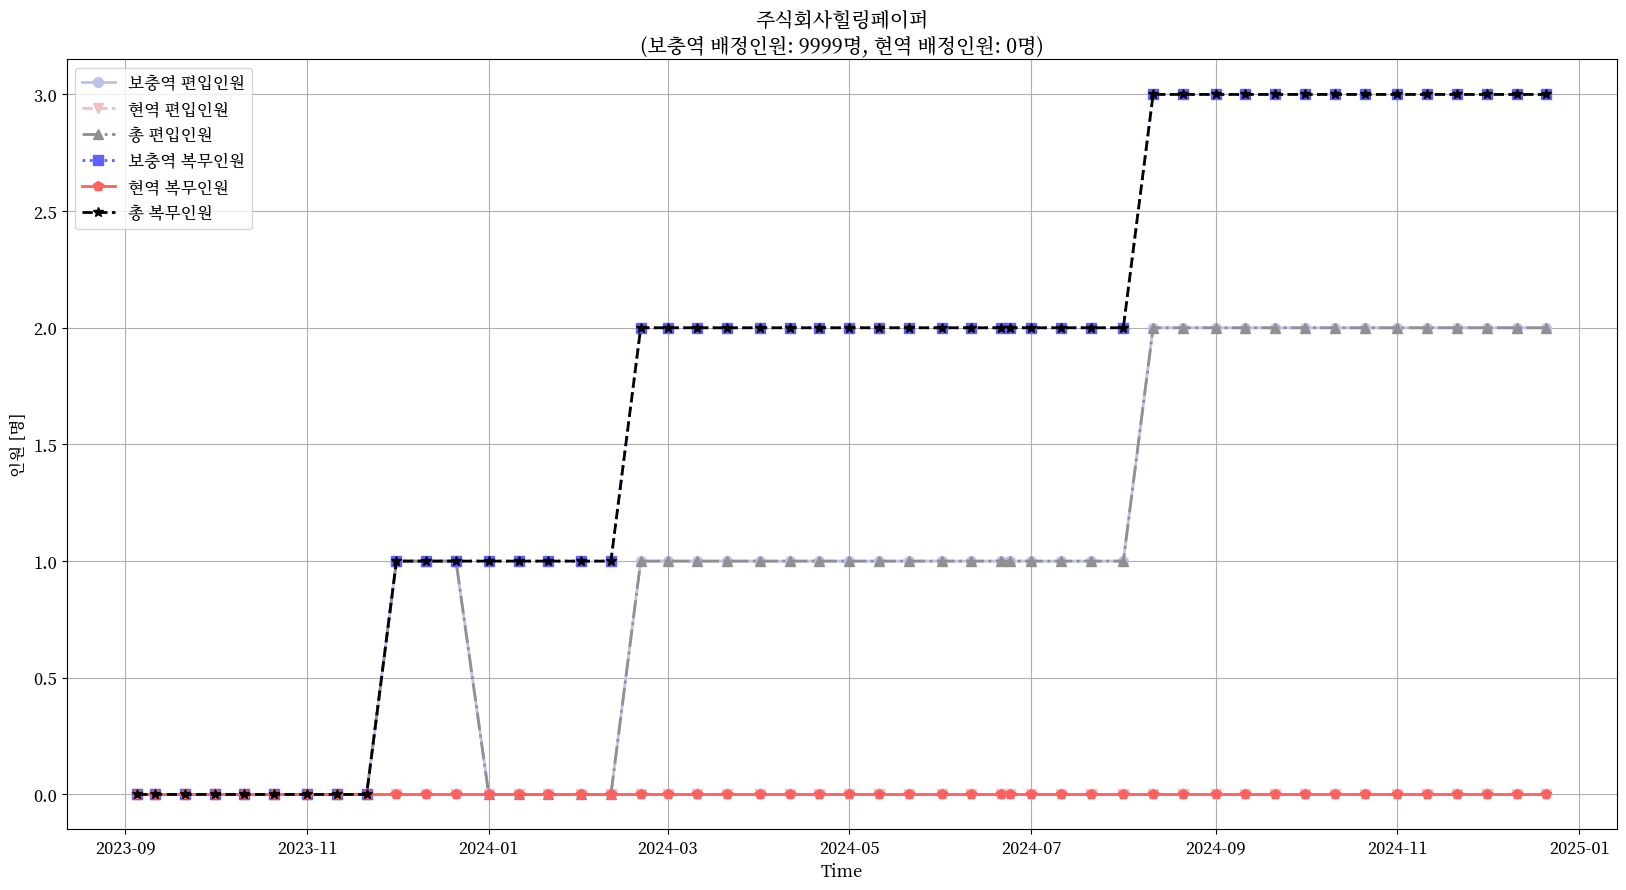 주식회사힐링페이퍼
(보충역 배정인원: 9999명, 현역 배정인원: 0명)
보충역 편입인원
현역 편입인원
총 편입인원
보충역 복무인원
현역 복무인원
총 복무인원
인원 [명]
3.0
2.5
2.0
1.5
1.0
0.5
0.0
2023-09 2023-11 2024-01 2024-03 2024-05 2024-07 2024-09 2024-11 2025-01
Time